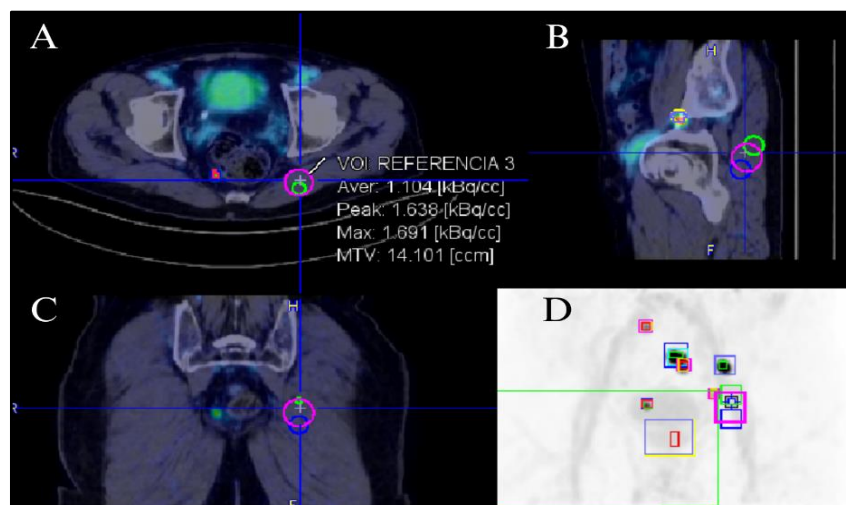 A
B
H
R
VOI: REFERENCIA 3
Aver: 1.104 [kBq/cc]
Peak: 1.638 [kBq/cc]
Max: 1.691 [kBq/cc]
MTV: 14.101 [ccm]
F
C
H
D
R
F